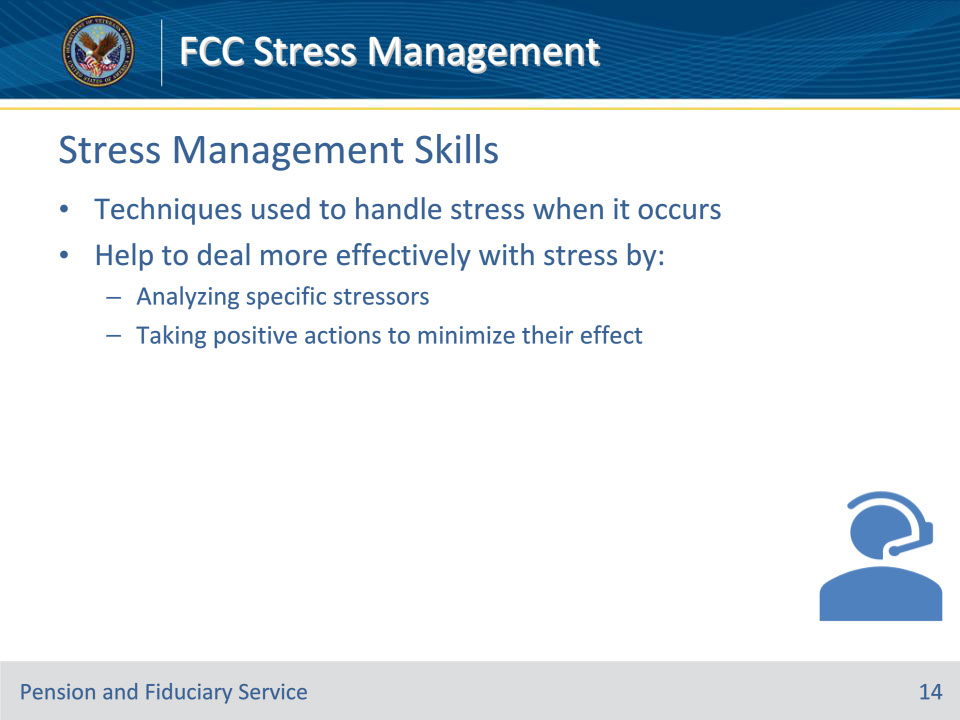 FCC Stress Management
Stress Management Skills
• Techniques used to handle stress when it occurs
• Help to deal more effectively with stress by:
– Analyzing specific stressors
– Taking positive actions to minimize their effect
Pension and Fiduciary Service
14